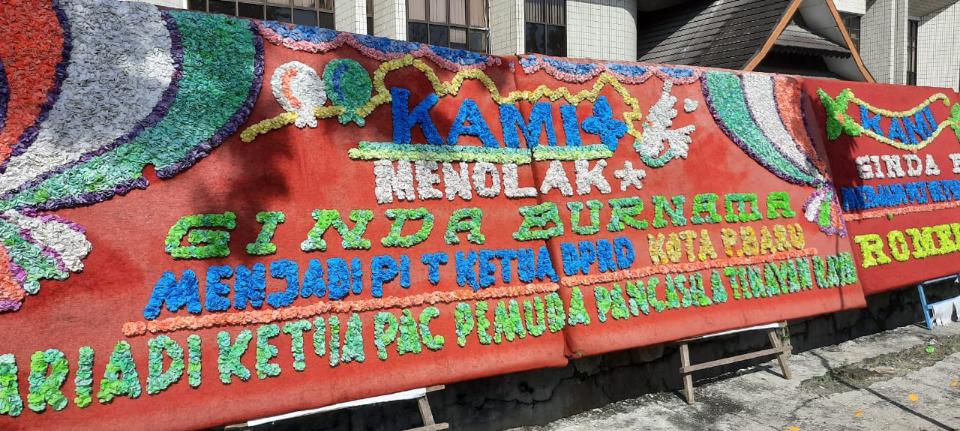 KAMI
MENOLAK
GINDA BURNAMA
MENJADI PLT KETUA DPRD KOTA P.BARU
ARIADI KETUA PAC PEMUDA PANCASILA TENAYAN RAYA
KAMI
GINDA B
ROMB